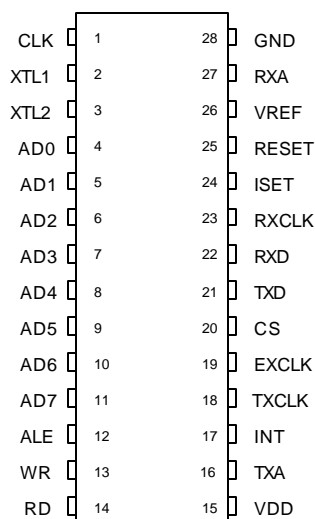 CLK 1 28 GND
XTL1 2 27 RXA
XTL2 3 26 VREF
AD0 4 25 RESET
AD1 5 24 ISET
AD2 6 23 RXCLK
AD3 7 22 RXD
AD4 8 21 TXD
AD5 9 20 CS
AD6 10 19 EXCLK
AD7 11 18 TXCLK
ALE 12 17 INT
WR 13 16 TXA
RD 14 15 VDD